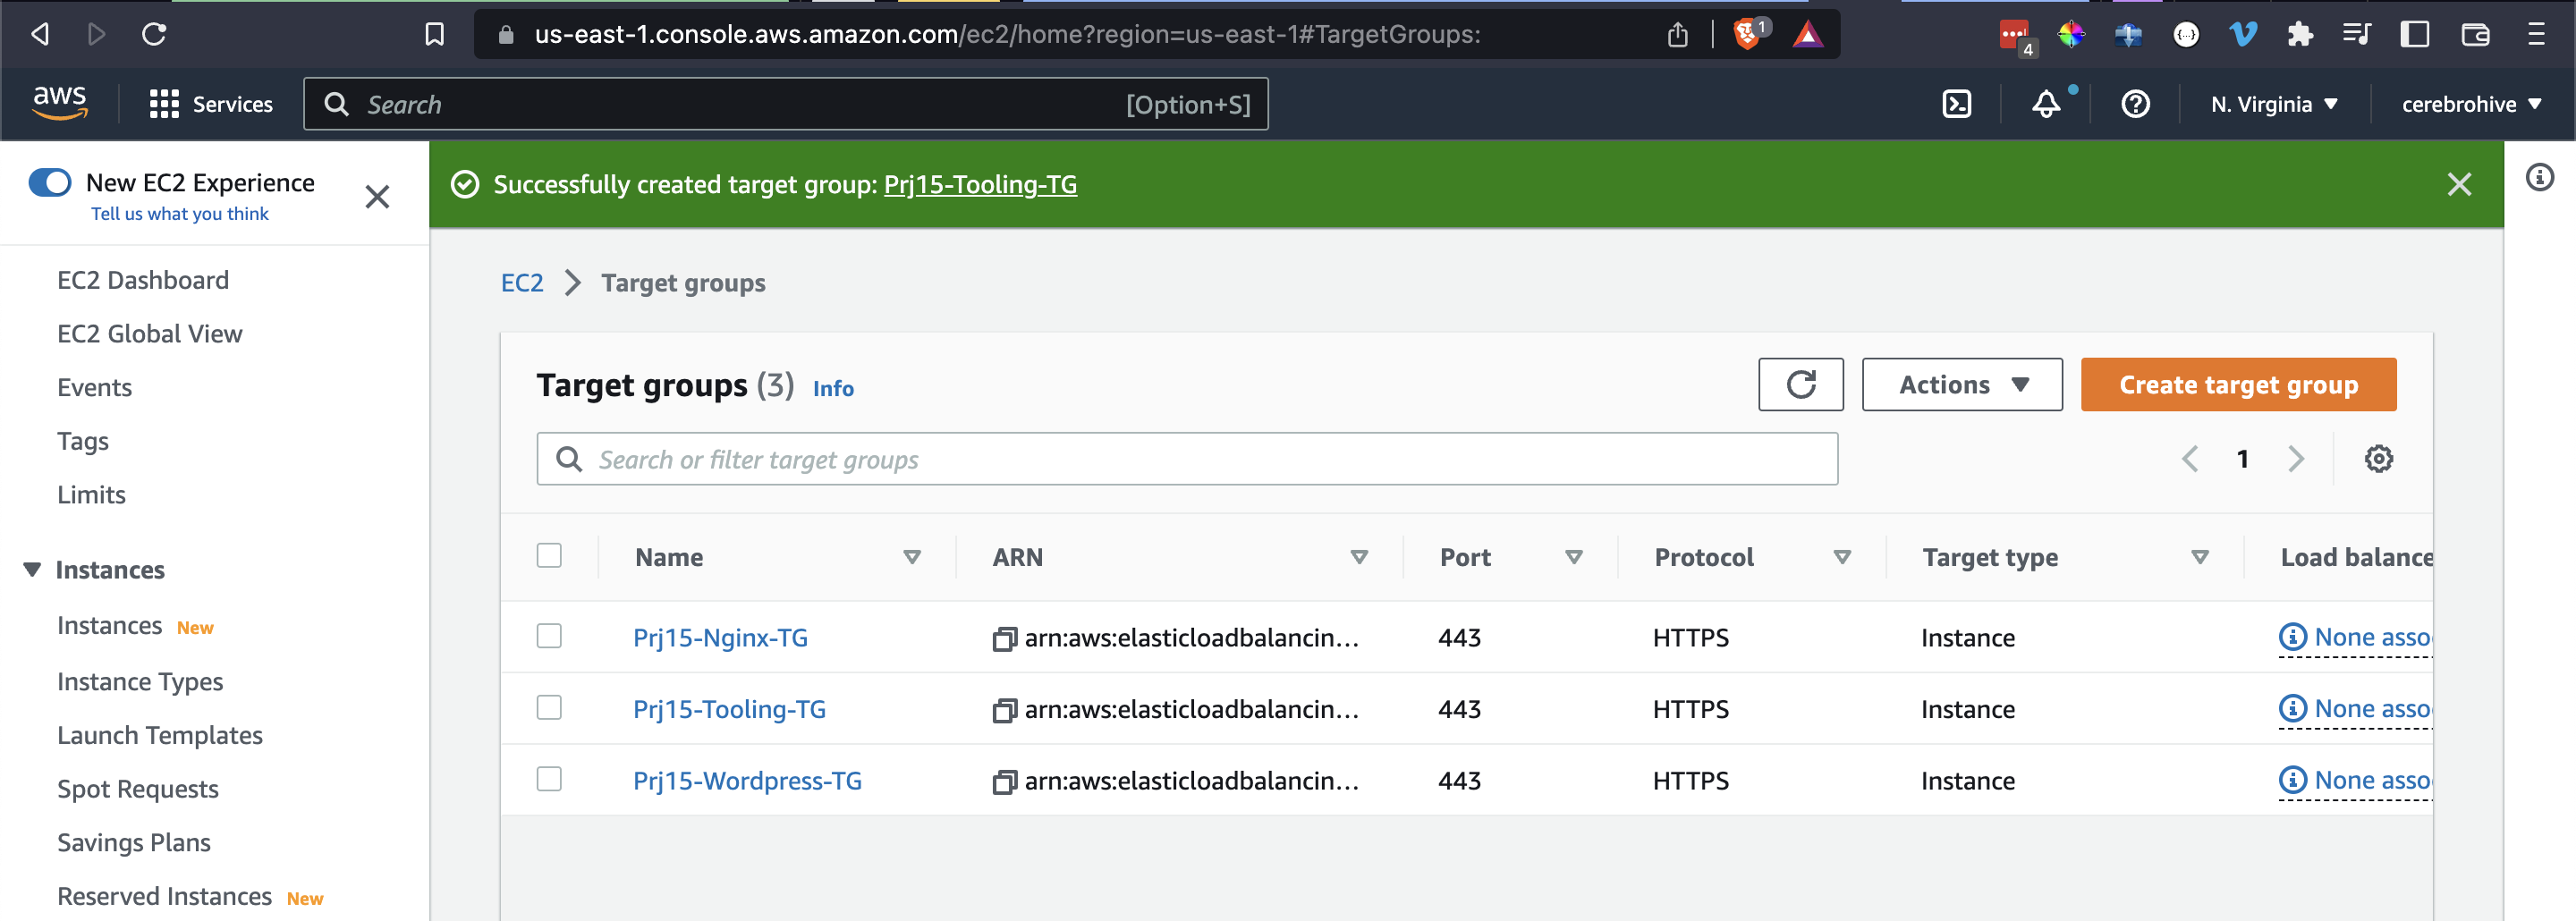 us-east-1.console.aws.amazon.com/ec2/home?region=us-east-1#TargetGroups:
1
4
aws
Services
Search
[Option+S]
N. Virginia
cerebrohive
New EC2 Experience
Tell us what you think
Successfully created target group: Prj15-Tooling-TG
EC2 Dashboard
EC2 Global View
Events
Tags
Limits
Instances
Instances New
Instance Types
Launch Templates
Spot Requests
Savings Plans
Reserved Instances New
EC2 > Target groups
Target groups (3) Info
Actions
Create target group
Search or filter target groups
1
Name ARN Port Protocol Target type Load balance
Prj15-Nginx-TG arn:aws:elasticloadbalancin... 443 HTTPS Instance None asso
Prj15-Tooling-TG arn:aws:elasticloadbalancin... 443 HTTPS Instance None asso
Prj15-Wordpress-TG arn:aws:elasticloadbalancin... 443 HTTPS Instance None asso